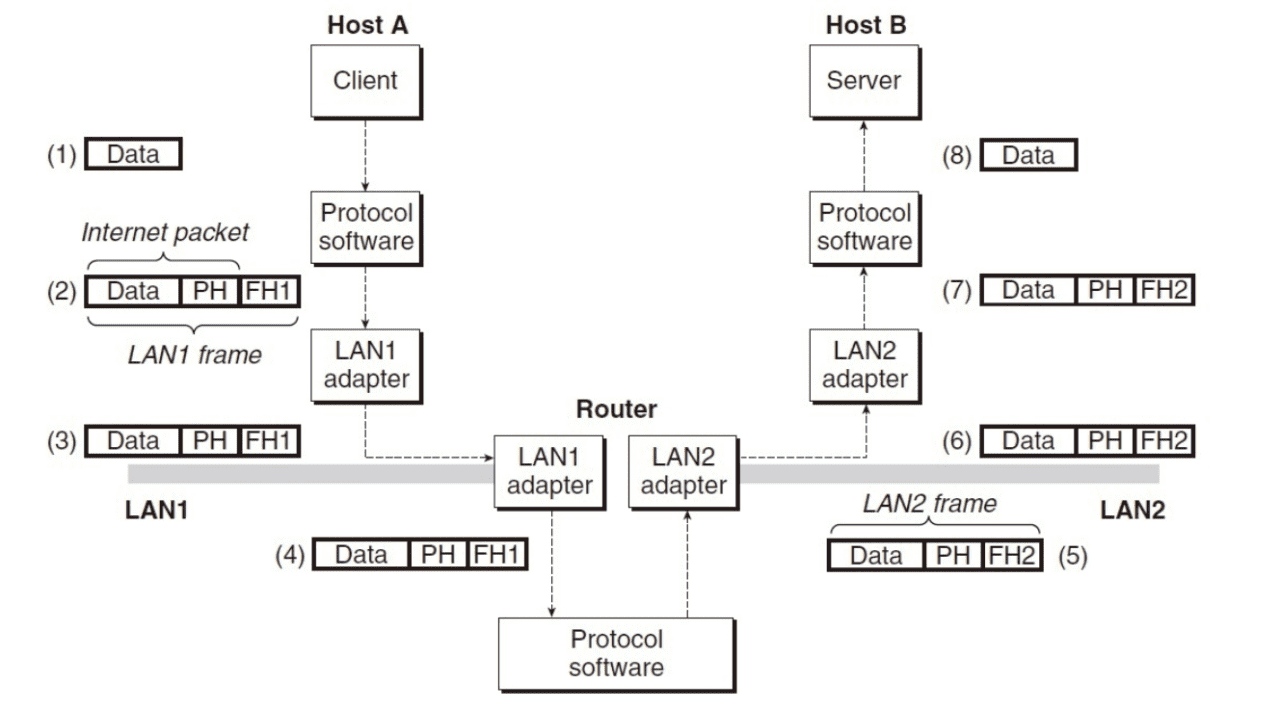 Host A
Host B
Client
Server
(1) Data
(8) Data
Protocol
software
Protocol
software
Internet packet
(2) Data PH FH1
LAN1 frame
(7) Data PH FH2
LAN1
adapter
LAN2
adapter
Router
(3) Data PH FH1
(6) Data PH FH2
LAN1
adapter
LAN2
adapter
LAN1
LAN2 frame
LAN2
(4) Data PH FH1
Data PH FH2 (5)
Protocol
software